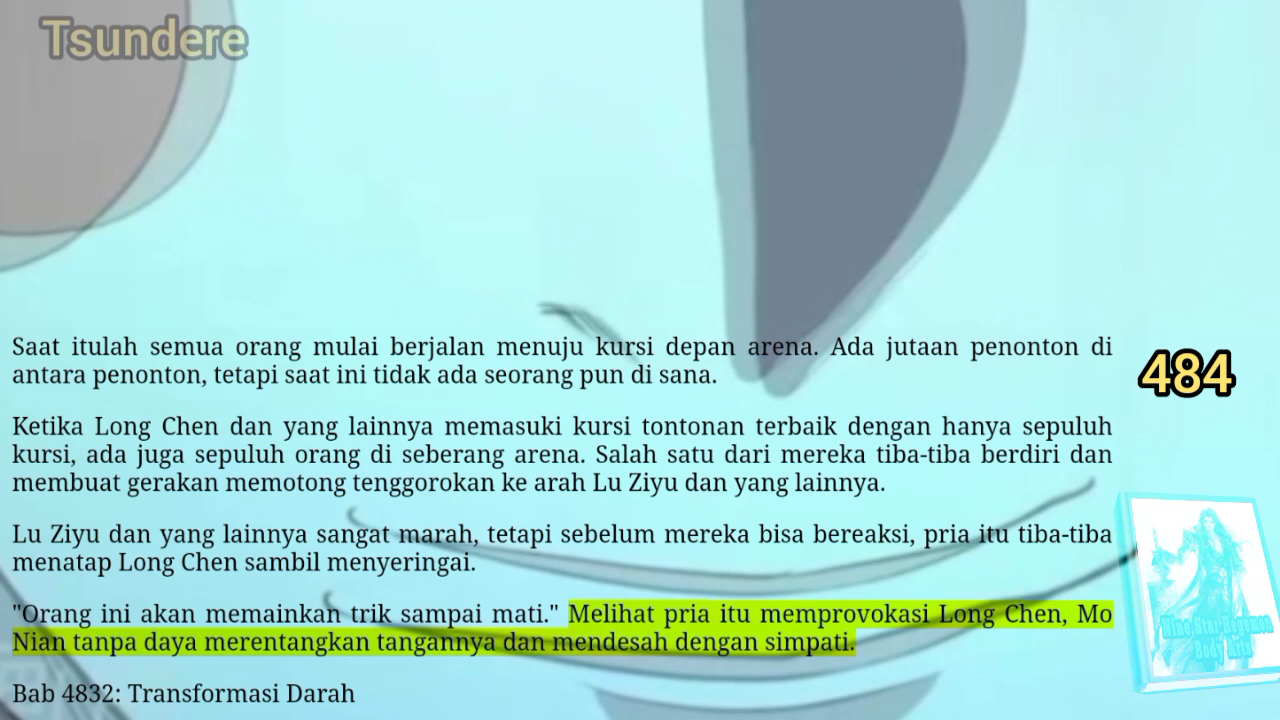 Tsundere
Saat itulah semua orang mulai berjalan menuju kursi depan arena. Ada jutaan penonton di
antara penonton, tetapi saat ini tidak ada seorang pun di sana.
484
Ketika Long Chen dan yang lainnya memasuki kursi tontonan terbaik dengan hanya sepuluh
kursi, ada juga sepuluh orang di seberang arena. Salah satu dari mereka tiba-tiba berdiri dan
membuat gerakan memotong tenggorokan ke arah Lu Ziyu dan yang lainnya.
Lu Ziyu dan yang lainnya sangat marah, tetapi sebelum mereka bisa bereaksi, pria itu tiba-tiba
menatap Long Chen sambil menyeringai.
"Orang ini akan memainkan trik sampai mati." Melihat pria itu memprovokasi Long Chen, Mo
Nian tanpa daya merentangkan tangannya dan mendesah dengan simpati.
Bab 4832: Transformasi Darah
Nine Star Hegemon
Body Arts